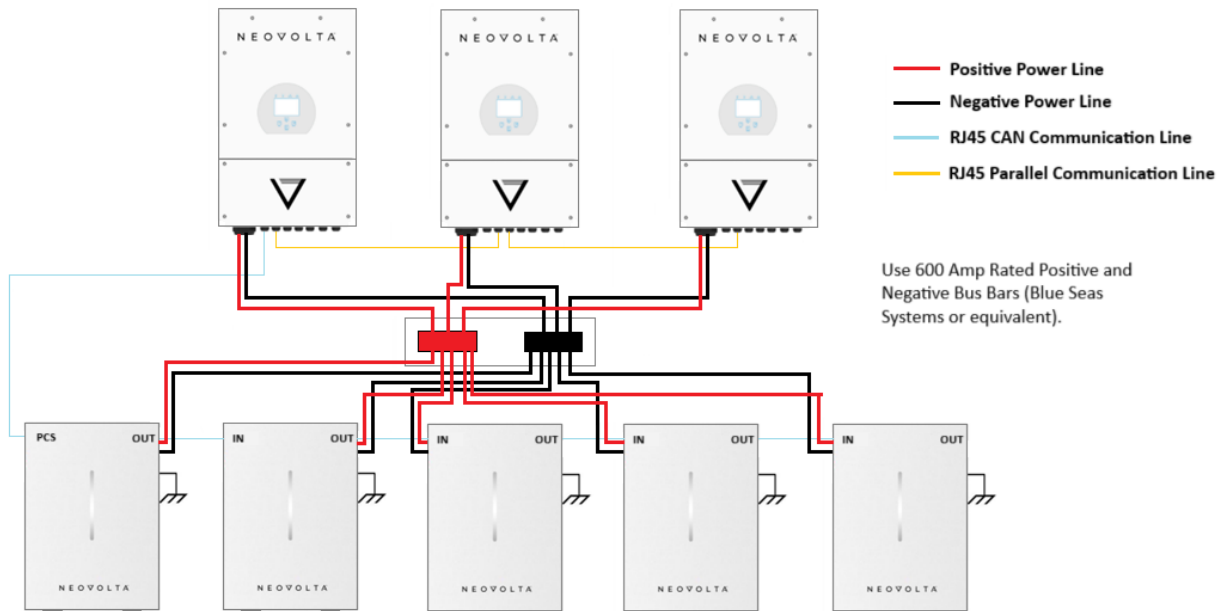 NEOVOLTA
NEOVOLTA
NEOVOLTA
Positive Power Line
Negative Power Line
RJ45 CAN Communication Line
RJ45 Parallel Communication Line
Use 600 Amp Rated Positive and
Negative Bus Bars (Blue Seas
Systems or equivalent).
PCS OUT
IN OUT
IN OUT
IN OUT
IN
NEOVOLTA
NEOVOLTA
NEOVOLTA
NEOVOLTA
NEOVOLTA